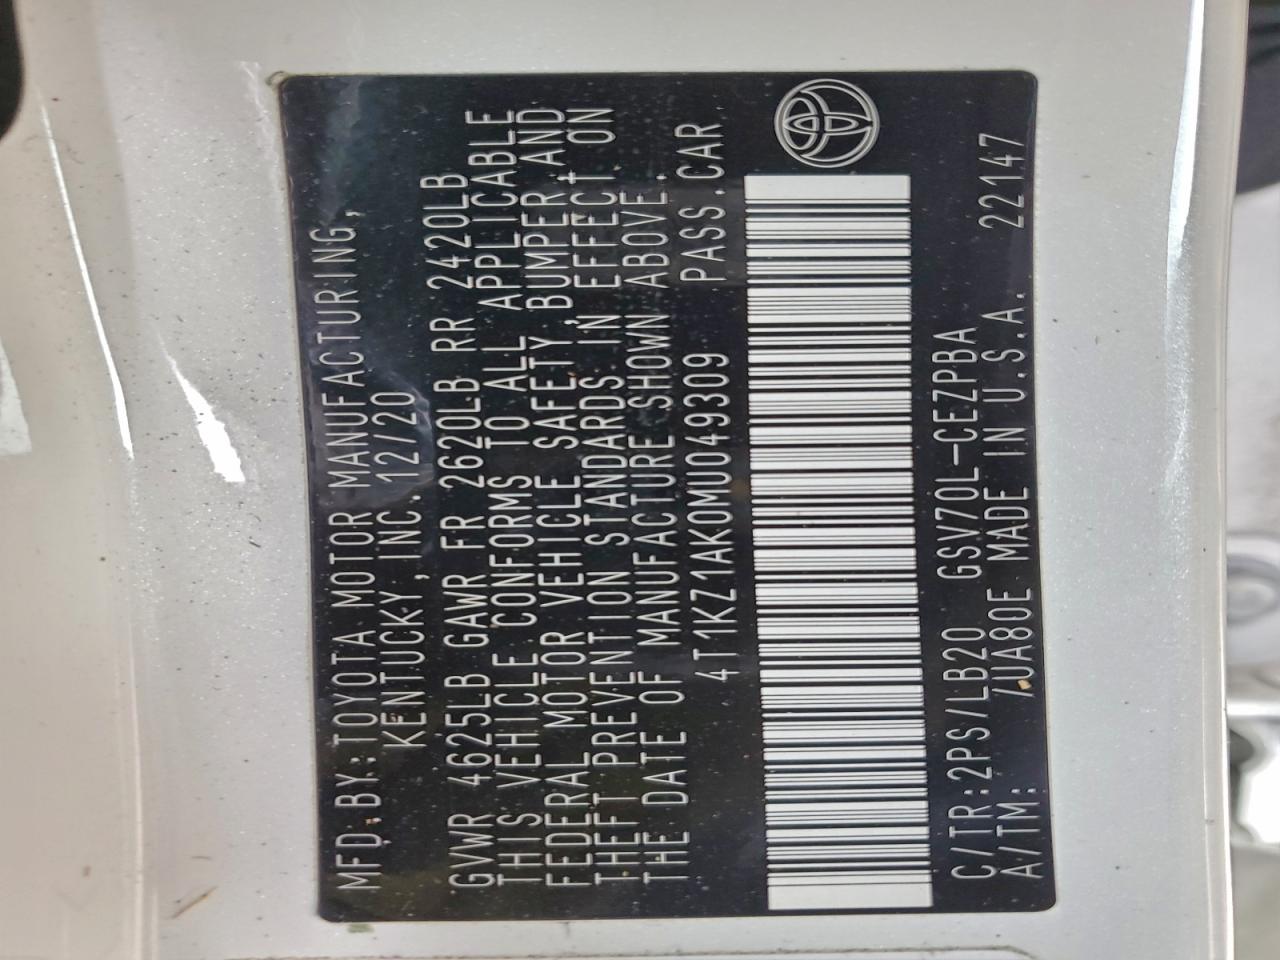 MFD.BY:TOYOTA MOTOR MANUFACTURING,
KENTUCKY,INC. 12/20
GVWR 4625LB GAWR FR 2620LB RR 2420LB
THIS VEHICLE CONFORMS TO ALL APPLICABLE
FEDERAL MOTOR VEHICLE SAFETY, BUMPER, AND
THEFT PREVENTION STANDARDS IN EFFECT ON
THE DATE OF MANUFACTURE SHOWN ABOVE.
4T1KZ1AK0MU049309 PASS.CAR
C/TR:2PS/LB20 GSV70L-CEZPBA
A/TM: /UA80E MADE IN U.S.A. 22147